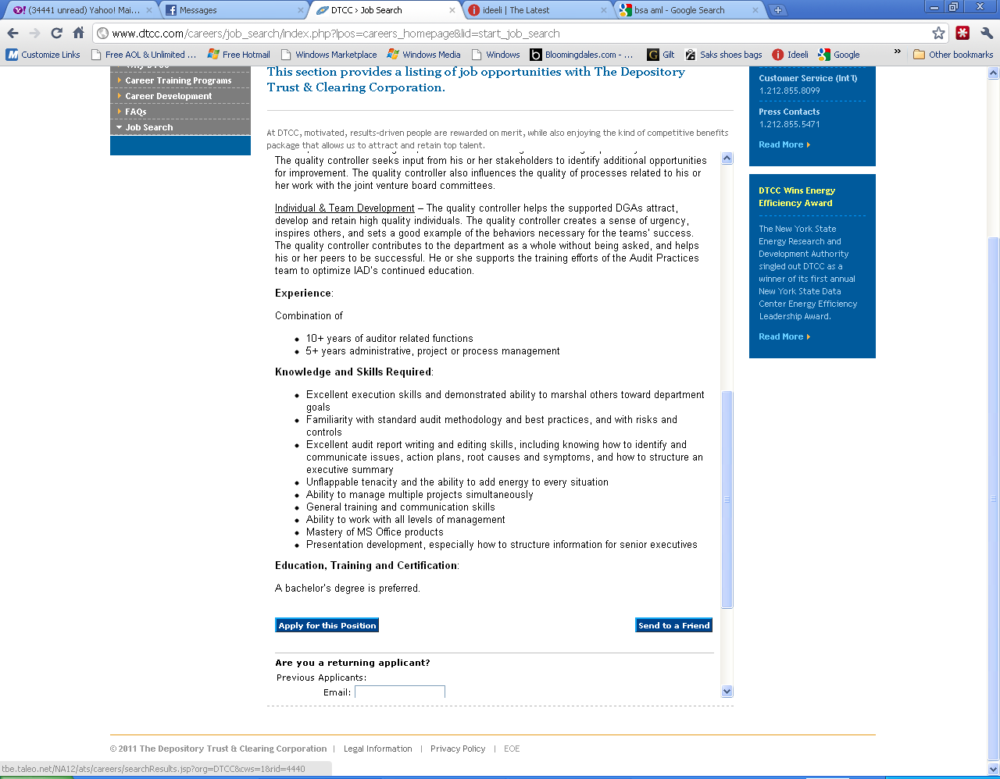 (34441 unread) Yahoo! Mai...
Messages
DTCC > Job Search
ideeli | The Latest
bsa aml - Google Search
www.dtcc.com/careers/job_search/index.php?lpos=careers_homepage&lid=start_job_search
Customize Links
Free AOL & Unlimited ...
Free Hotmail
Windows Marketplace
Windows Media
Windows
Bloomingdales.com - ...
Gilt
Saks shoes bags
Ideeli
Google
»
Other bookmarks
Why DTCC
Career Training Programs
Career Development
FAQs
Job Search
This section provides a listing of job opportunities with The Depository
Trust & Clearing Corporation.
At DTCC, motivated, results-driven people are rewarded on merit, while also enjoying the kind of competitive benefits
package that allows us to attract and retain top talent.
The quality controller seeks input from his or her stakeholders to identify additional opportunities
for improvement. The quality controller also influences the quality of processes related to his or
her work with the joint venture board committees.
Individual & Team Development – The quality controller helps the supported DGAs attract,
develop and retain high quality individuals. The quality controller creates a sense of urgency,
inspires others, and sets a good example of the behaviors necessary for the teams' success.
The quality controller contributes to the department as a whole without being asked, and helps
his or her peers to be successful. He or she supports the training efforts of the Audit Practices
team to optimize IAD's continued education.
Experience:
Combination of
• 10+ years of auditor related functions
• 5+ years administrative, project or process management
Knowledge and Skills Required:
• Excellent execution skills and demonstrated ability to marshal others toward department
goals
• Familiarity with standard audit methodology and best practices, and with risks and
controls
• Excellent audit report writing and editing skills, including knowing how to identify and
communicate issues, action plans, root causes and symptoms, and how to structure an
executive summary
• Unflappable tenacity and the ability to add energy to every situation
• Ability to manage multiple projects simultaneously
• General training and communication skills
• Ability to work with all levels of management
• Mastery of MS Office products
• Presentation development, especially how to structure information for senior executives
Education, Training and Certification:
A bachelor's degree is preferred.
Apply for this Position
Send to a Friend
Are you a returning applicant?
Previous Applicants:
Email:
Customer Service (Int'l)
1.212.855.8099
Press Contacts
1.212.855.5471
Read More
DTCC Wins Energy
Efficiency Award
The New York State
Energy Research and
Development Authority
singled out DTCC as a
winner of its first annual
New York State Data
Center Energy Efficiency
Leadership Award.
Read More
© 2011 The Depository Trust & Clearing Corporation | Legal Information | Privacy Policy | EOE
tbe.taleo.net/NA12/ats/careers/searchResults.jsp?org=DTCC&cws=1&rid=4440